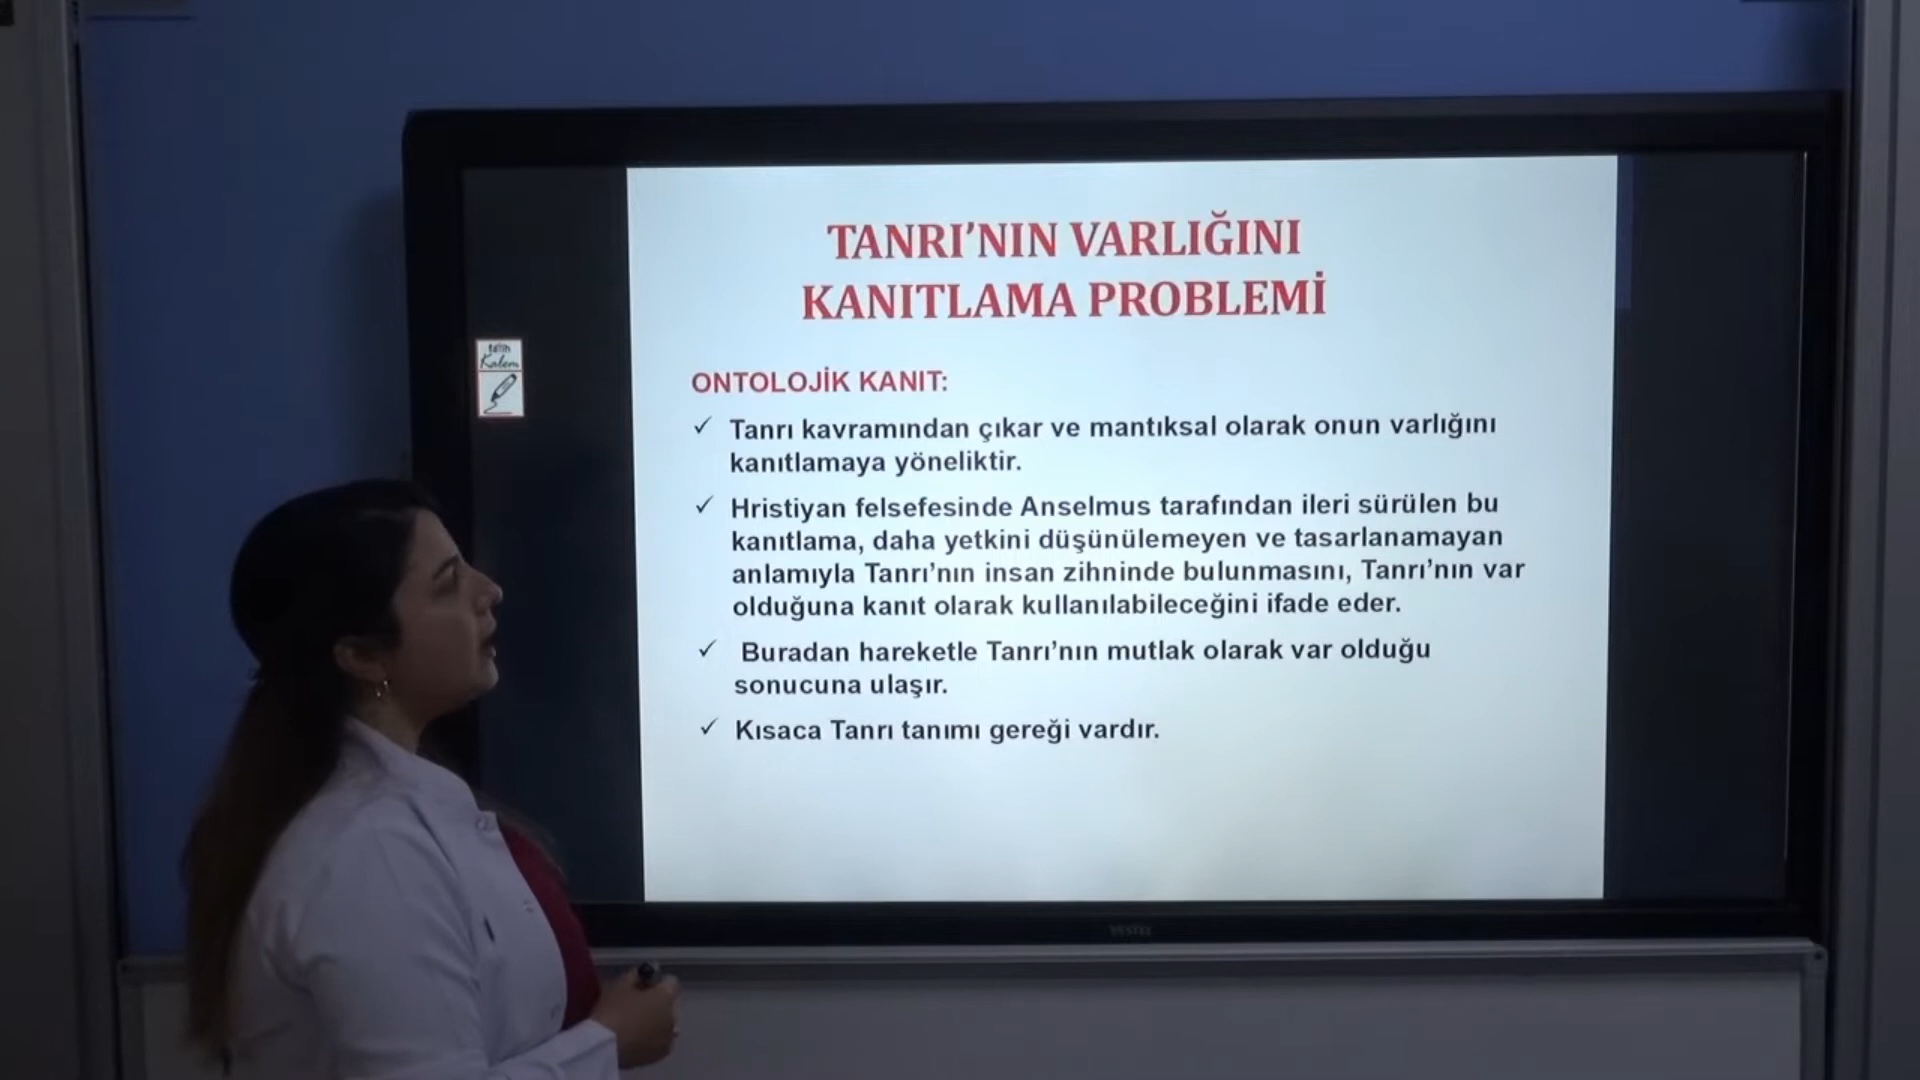 TANRI’NIN VARLIĞINI
KANITLAMA PROBLEMİ
Kalem
ONTOLOJİK KANIT:
✓ Tanrı kavramından çıkar ve mantıksal olarak onun varlığını
kanıtlamaya yöneliktir.
✓ Hristiyan felsefesinde Anselmus tarafından ileri sürülen bu
kanıtlama, daha yetkini düşünülemeyen ve tasarlanamayan
anlamıyla Tanrı’nın insan zihninde bulunmasını, Tanrı’nın var
olduğuna kanıt olarak kullanılabileceğini ifade eder.
✓ Buradan hareketle Tanrı’nın mutlak olarak var olduğu
sonucuna ulaşır.
✓ Kısaca Tanrı tanımı gereği vardır.
VESTEL